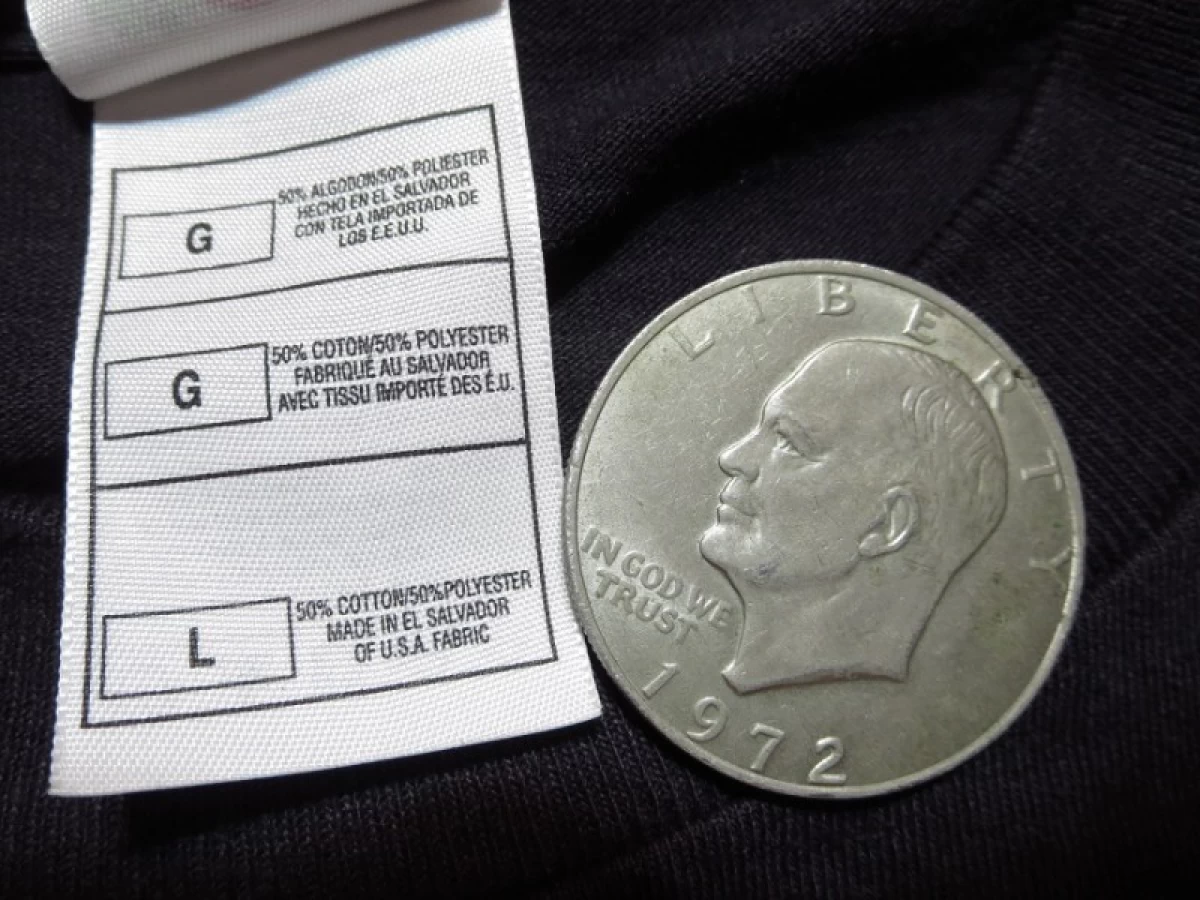 G
50% ALGODON/50% POLIESTER
HECHO EN EL SALVADOR
CON TELA IMPORTADA DE
LOS E.E.U.U.
G
50% COTON/50% POLYESTER
FABRIQUÉ AU SALVADOR
AVEC TISSU IMPORTÉ DES É.U.
L
50% COTTON/50%POLYESTER
MADE IN EL SALVADOR
OF U.S.A. FABRIC
LIBERTY
IN GOD WE
TRUST
1972